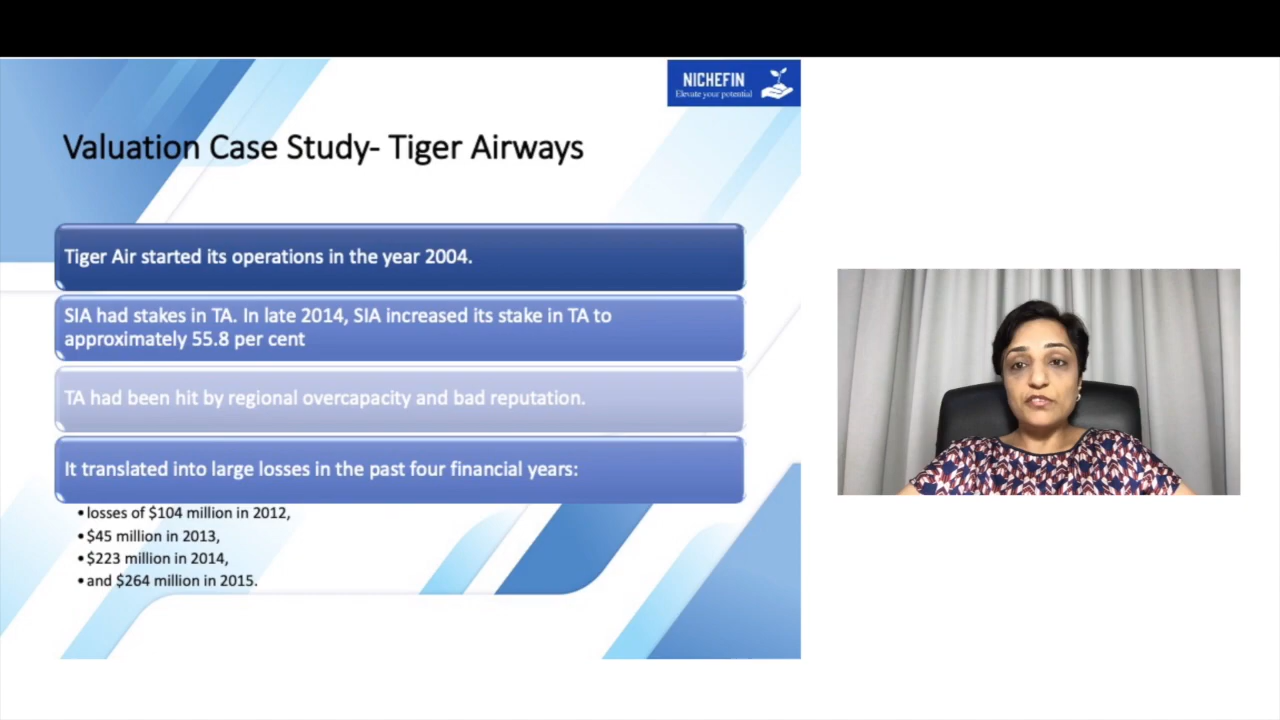 NICHEFIN
Elevate your potential
Valuation Case Study- Tiger Airways
Tiger Air started its operations in the year 2004.
SIA had stakes in TA. In late 2014, SIA increased its stake in TA to
approximately 55.8 per cent
TA had been hit by regional overcapacity and bad reputation.
It translated into large losses in the past four financial years:
•losses of $104 million in 2012,
•$45 million in 2013,
•$223 million in 2014,
•and $264 million in 2015.